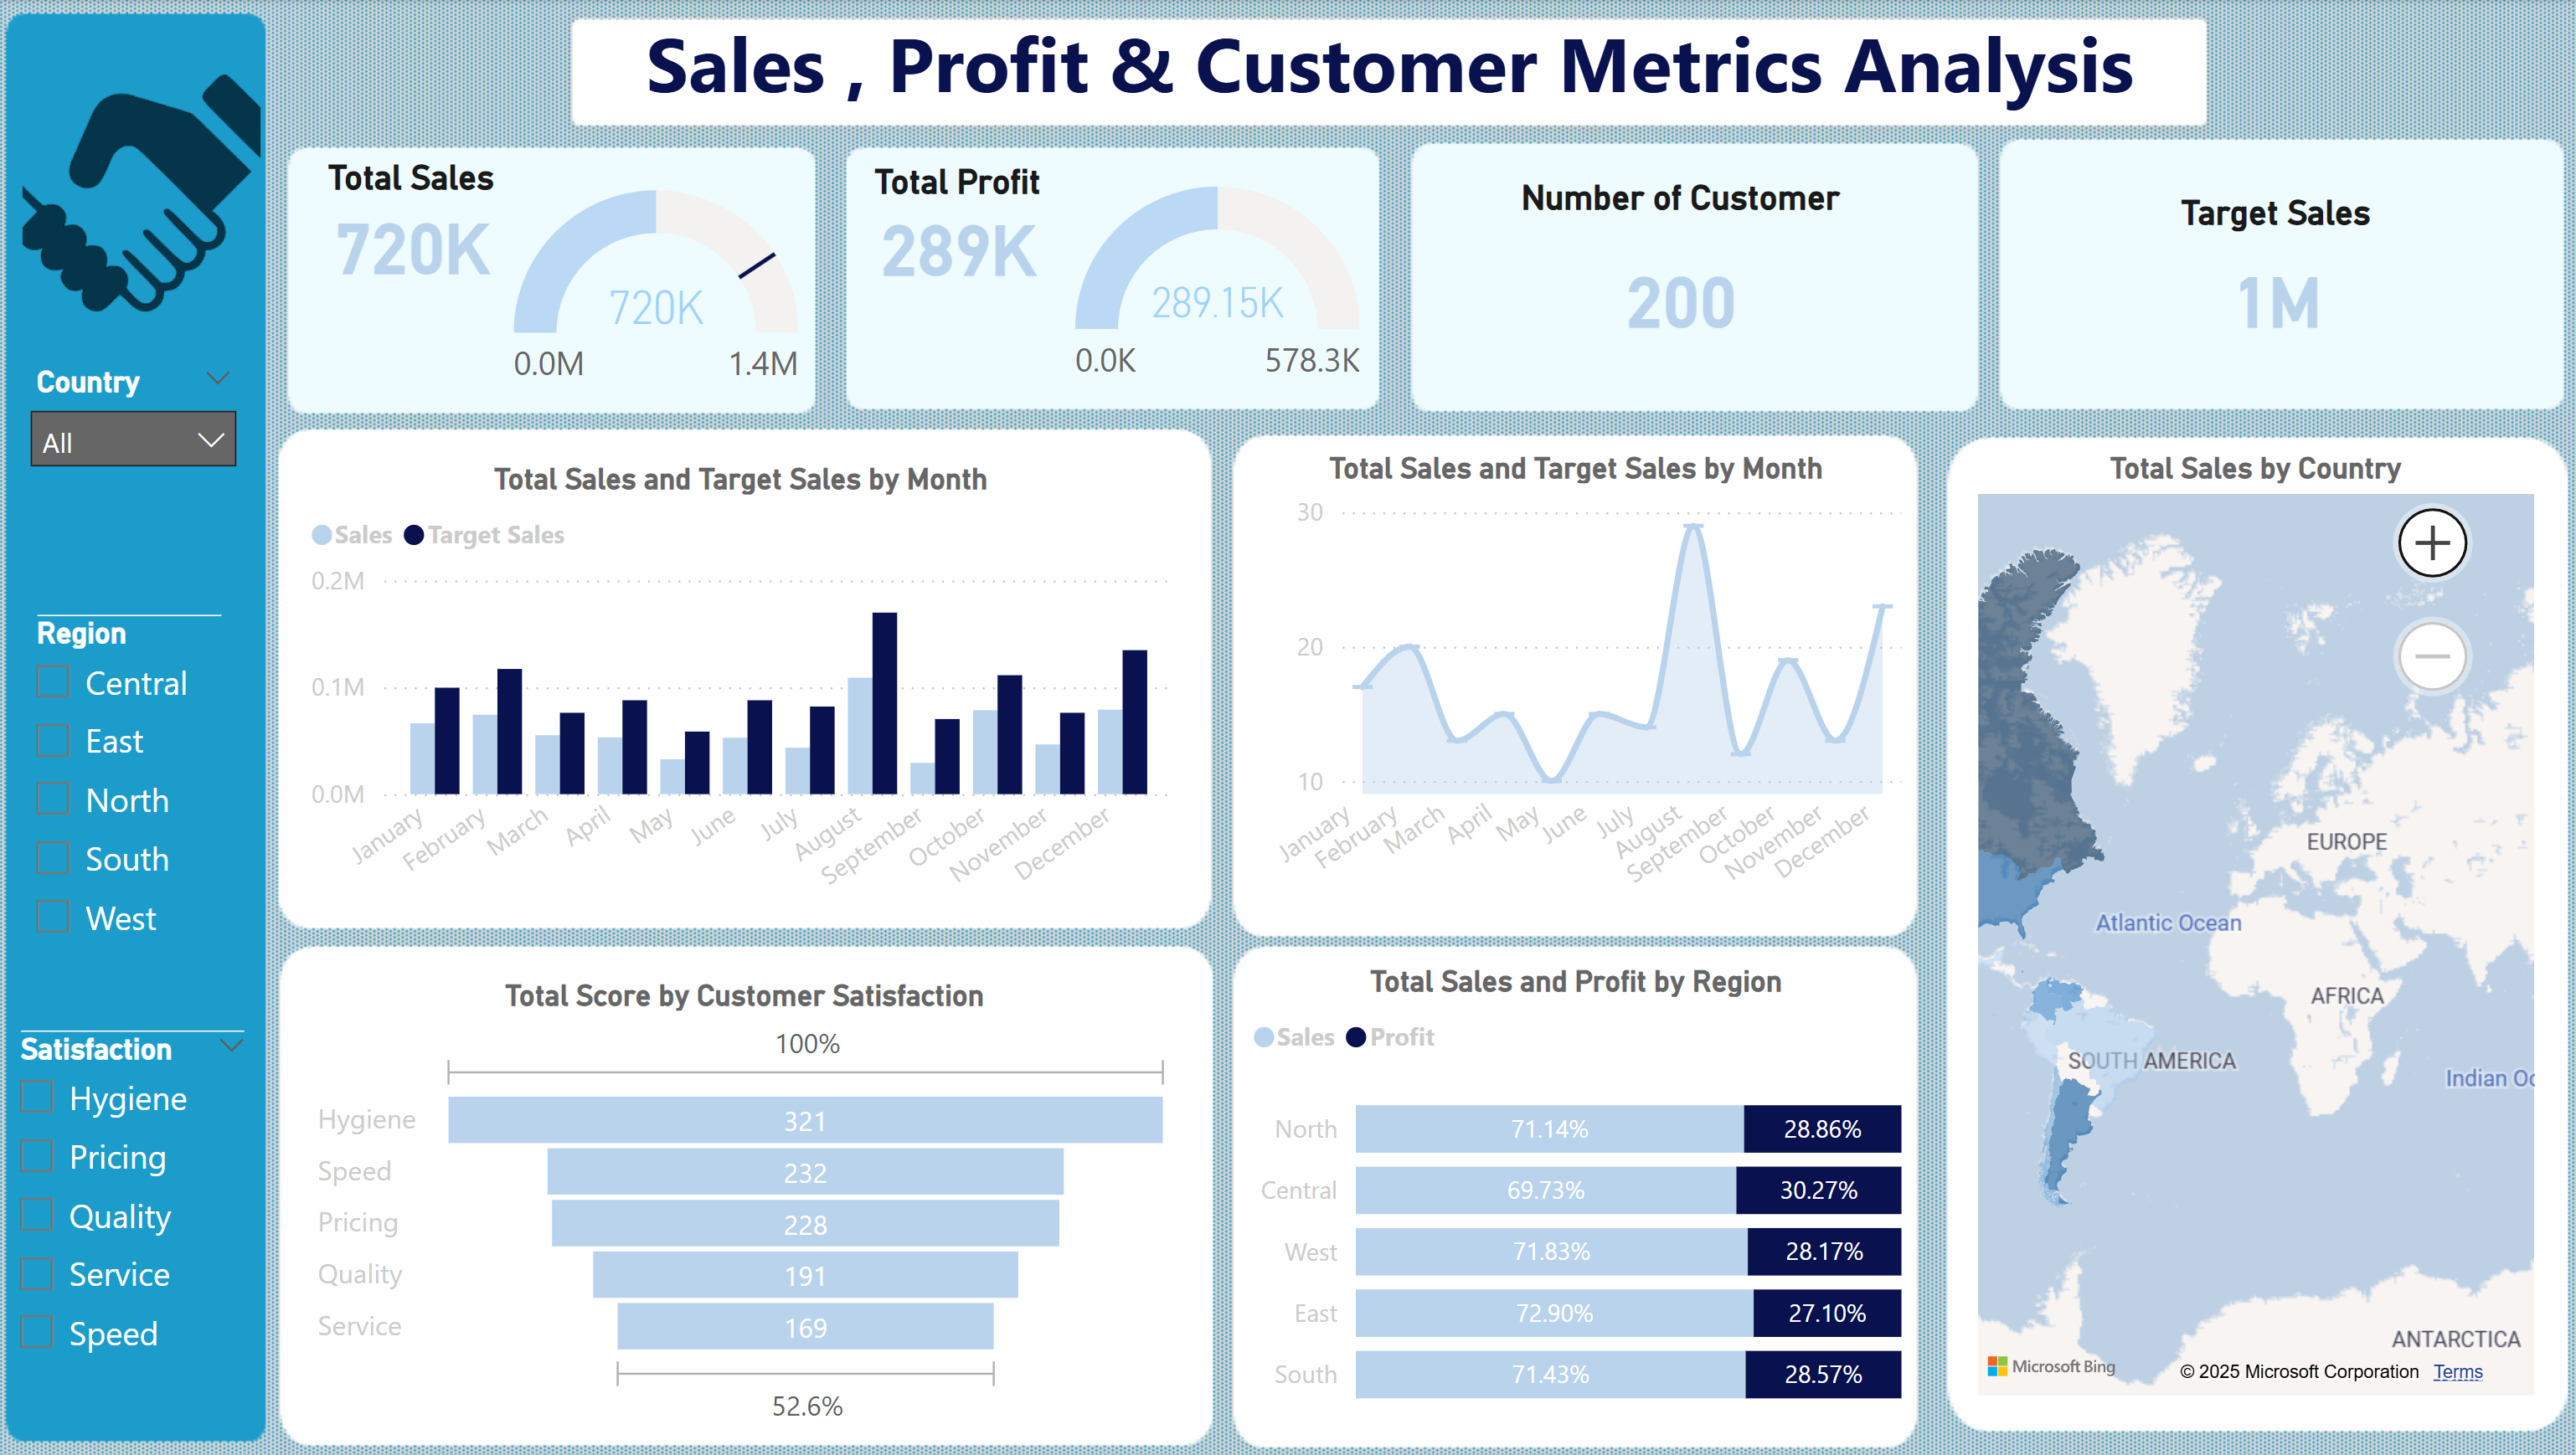 Sales , Profit & Customer Metrics Analysis
Total Sales
720K
720K
0.0M
1.4M
Total Profit
289K
289.15K
0.0K
578.3K
Number of Customer
200
Target Sales
1M
Country
All
Region
Central
East
North
South
West
Satisfaction
Hygiene
Pricing
Quality
Service
Speed
Total Sales and Target Sales by Month
Sales
Target Sales
0.2M
0.1M
0.0M
January
February
March
April
May
June
July
August
September
October
November
December
Total Sales and Target Sales by Month
30
20
10
January
February
March
April
May
June
July
August
September
October
November
December
Total Sales by Country
EUROPE
Atlantic Ocean
AFRICA
SOUTH AMERICA
Indian Oc
ANTARCTICA
Microsoft Bing
© 2025 Microsoft Corporation Terms
Total Score by Customer Satisfaction
100%
Hygiene 321
Speed 232
Pricing 228
Quality 191
Service 169
52.6%
Total Sales and Profit by Region
Sales
Profit
North 71.14% 28.86%
Central 69.73% 30.27%
West 71.83% 28.17%
East 72.90% 27.10%
South 71.43% 28.57%